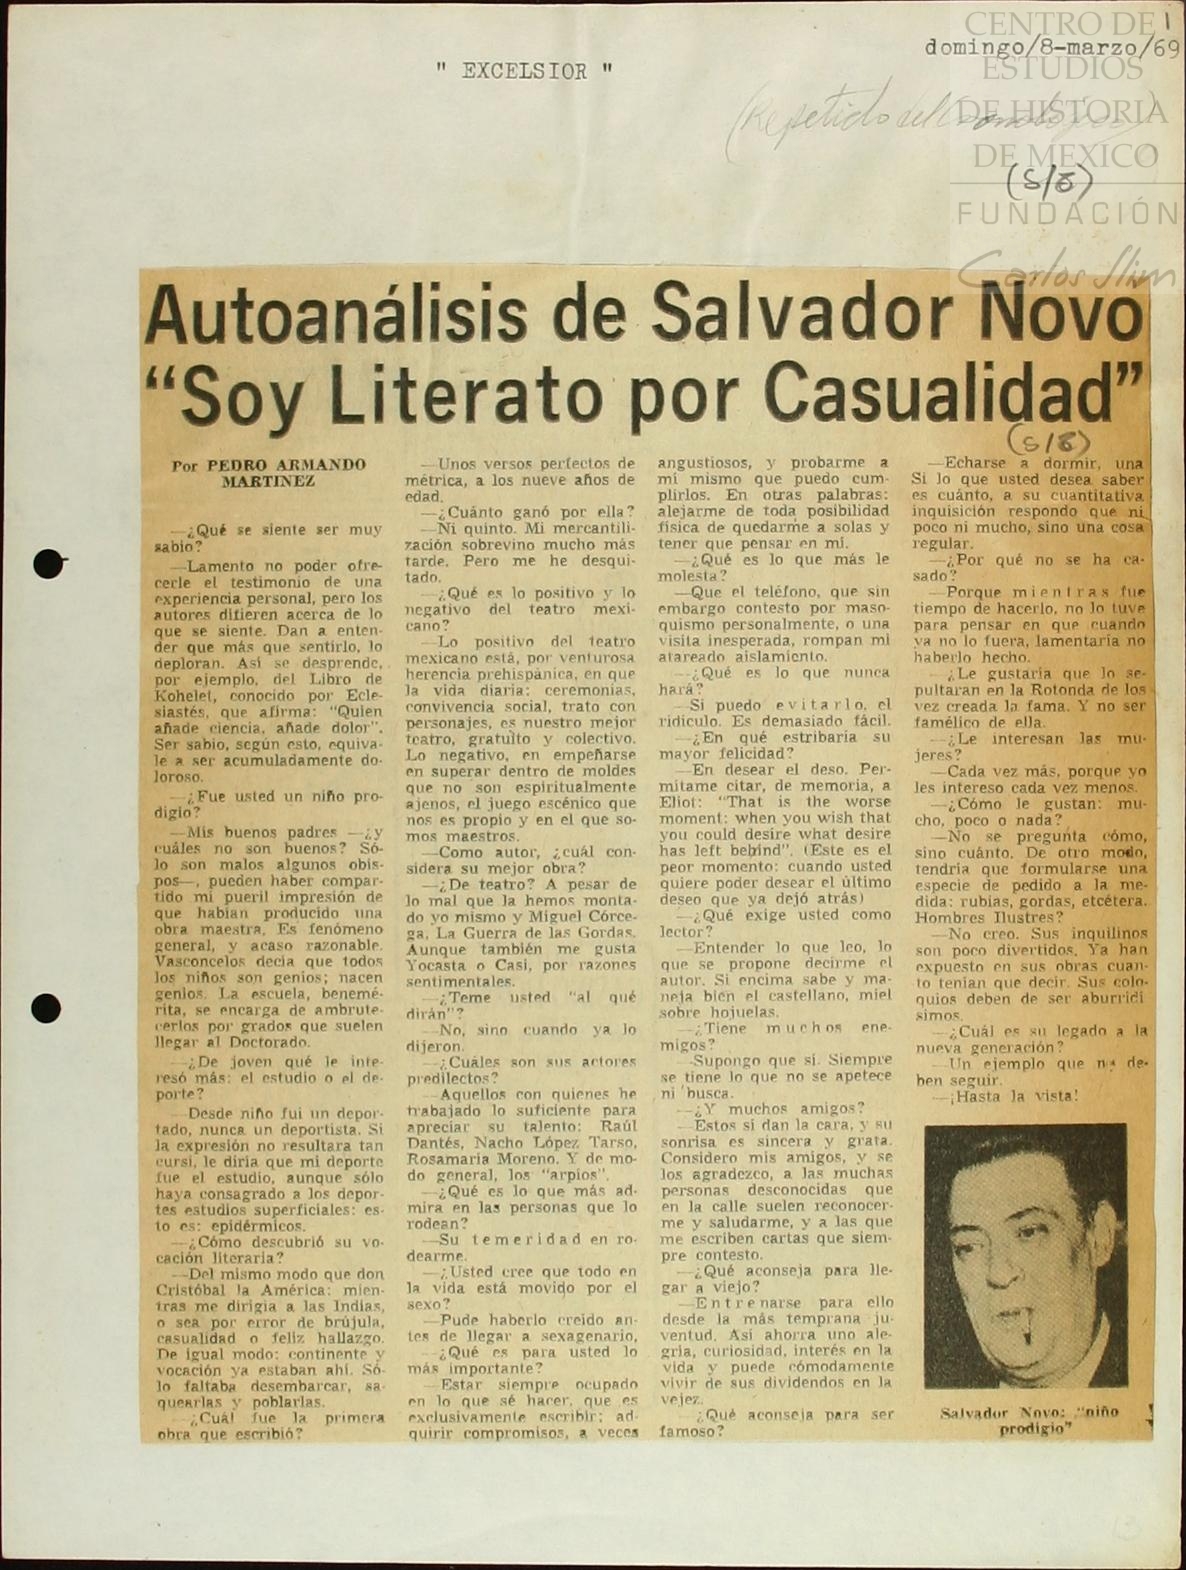 CENTRO DE
ESTUDIOS
DE HISTORIA
DE MEXICO
FUNDACIÓN
Carlos Slim
1
domingo/8-marzo/69
" EXCELSIOR "
(Repetido del
(S/8)
Autoanálisis de Salvador Novo
“Soy Literato por Casualidad”
(S/8)
Por PEDRO ARMANDO
MARTINEZ
—¿Qué se siente ser muy
sabio?
—Lamento no poder ofre-
cerle el testimonio de una
experiencia personal, pero los
autores difieren acerca de lo
que se siente. Dan a enten-
der que más que sentirlo, lo
deploran. Así se desprende,
por ejemplo, del Libro de
Kohelet, conocido por Ecle-
siastés, que afirma: “Quien
añade ciencia, añade dolor”.
Ser sabio, según esto, equiva-
le a ser acumuladamente do-
loroso.
—¿Fue usted un niño pro-
digio?
—Mis buenos padres —¿y
cuáles no son buenos? Só-
lo son malos algunos obis-
pos—, pueden haber compar-
tido mi pueril impresión de
que habían producido una
obra maestra. Es fenómeno
general, y acaso razonable.
Vasconcelos decía que todos
los niños son genios; nacen
genios. La escuela, benemé-
rita, se encarga de ambrute-
cerlos por grados que suelen
llegar al Doctorado.
—¿De joven qué le inte-
resó más: el estudio o el de-
porte?
—Desde niño fui un depor-
tado, nunca un deportista. Si
la expresión no resultara tan
cursi, le diría que mi deporte
fue el estudio, aunque sólo
haya consagrado a los depor-
tes estudios superficiales: es-
to es: epidérmicos.
—¿Cómo descubrió su vo-
cación literaria?
—Del mismo modo que don
Cristóbal la América: mien-
tras me dirigía a las Indias,
o sea por error de brújula,
casualidad o feliz hallazgo.
De igual modo: continente y
vocación ya estaban ahí. Só-
lo faltaba desembarcar, sa-
quearlas y poblarlas.
—¿Cuál fue la primera
obra que escribió?
—Unos versos perfectos de
métrica, a los nueve años de
edad.
—¿Cuánto ganó por ella?
—Ni quinto. Mi mercantili-
zación sobrevino mucho más
tarde. Pero me he desqui-
tado.
—¿Qué es lo positivo y lo
negativo del teatro mexi-
cano?
—Lo positivo del teatro
mexicano está, por venturosa
herencia prehispánica, en que
la vida diaria: ceremonias,
convivencia social, trato con
personajes, es nuestro mejor
teatro, gratuito y colectivo.
Lo negativo, en empeñarse
en superar dentro de moldes
que no son espiritualmente
ajenos, el juego escénico que
nos es propio y en el que so-
mos maestros.
—Como autor, ¿cuál con-
sidera su mejor obra?
—¿De teatro? A pesar de
lo mal que la hemos monta-
do yo mismo y Miguel Córce-
ga, La Guerra de las Gordas.
Aunque también me gusta
Yocasta o Casi, por razones
sentimentales.
—¿Teme usted “al qué
dirán”?
—No, sino cuando ya lo
dijeron.
—¿Cuáles son sus actores
predilectos?
—Aquellos con quienes he
trabajado lo suficiente para
apreciar su talento: Raúl
Dantés, Nacho López Tarso,
Rosamaría Moreno. Y de mo-
do general, los “arpíos”.
—¿Qué es lo que más ad-
mira en las personas que lo
rodean?
—Su temeridad en ro-
dearme.
—¿Usted cree que todo en
la vida está movido por el
sexo?
—Pude haberlo creído an-
tes de llegar a sexagenario,
—¿Qué es para usted lo
más importante?
—Estar siempre ocupado
en lo que sé hacer, que es
exclusivamente escribir; ad-
quirir compromisos, a veces
angustiosos, y probarme a
mí mismo que puedo cum-
plirlos. En otras palabras:
alejarme de toda posibilidad
física de quedarme a solas y
tener que pensar en mí.
—¿Qué es lo que más le
molesta?
—Que el teléfono, que sin
embargo contesto por maso-
quismo personalmente, o una
visita inesperada, rompan mi
atareado aislamiento.
—¿Qué es lo que nunca
hará?
—Si puedo evitarlo, el
ridículo. Es demasiado fácil.
—¿En qué estribaría su
mayor felicidad?
—En desear el deso. Per-
mítame citar, de memoria, a
Eliot: “That is the worse
moment: when you wish that
you could desire what desire
has left behind”. (Este es el
peor momento: cuando usted
quiere poder desear el último
deseo que ya dejó atrás)
—¿Qué exige usted como
lector?
—Entender lo que leo, lo
que se propone decirme el
autor. Si encima sabe y ma-
neja bien el castellano, miel
sobre hojuelas.
—¿Tiene muchos ene-
migos?
—Supongo que sí. Siempre
se tiene lo que no se apetece
ni busca.
—¿Y muchos amigos?
—Estos sí dan la cara, y su
sonrisa es sincera y grata.
Considero mis amigos, y se
los agradezco, a las muchas
personas desconocidas que
en la calle suelen reconocer-
me y saludarme, y a las que
me escriben cartas que siem-
pre contesto.
—¿Qué aconseja para lle-
gar a viejo?
—Entrenarse para ello
desde la más temprana ju-
ventud. Así ahorra uno ale-
gría, curiosidad, interés en la
vida y puede cómodamente
vivir de sus dividendos en la
vejez.
—¿Qué aconseja para ser
famoso?
—Echarse a dormir, una
Si lo que usted desea saber
es cuánto, a su cuantitativa
inquisición respondo que ni
poco ni mucho, sino una cosa
regular.
—¿Por qué no se ha ca-
sado?
—Porque mientras fue
tiempo de hacerlo, no lo tuve
para pensar en que cuando
ya no lo fuera, lamentaría no
haberlo hecho.
—¿Le gustaría que lo se-
pultaran en la Rotonda de los
vez creada la fama. Y no ser
famélico de ella.
—¿Le interesan las mu-
jeres?
—Cada vez más, porque yo
les intereso cada vez menos.
—¿Cómo le gustan: mu-
cho, poco o nada?
—No se pregunta cómo,
sino cuánto. De otro modo,
tendría que formularse una
especie de pedido a la me-
dida: rubias, gordas, etcétera.
Hombres Ilustres?
—No creo. Sus inquilinos
son poco divertidos. Ya han
expuesto en sus obras cuan-
to tenían que decir. Sus colo-
quios deben de ser aburridí
simos.
—¿Cuál es su legado a la
nueva generación?
—Un ejemplo que no de-
ben seguir.
—¡Hasta la vista!
Salvador Novo: “niño
prodigio”